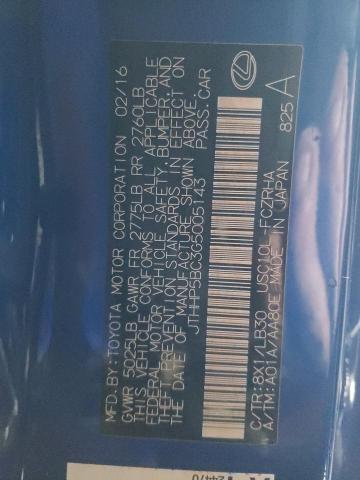 MFD.BY:TOYOTA MOTOR CORPORATION 02/16
GVWR 5025LB GAWR FR 2775LB RR 2760LB
THIS VEHICLE CONFORMS TO ALL APPLICABLE
FEDERAL MOTOR VEHICLE SAFETY, BUMPER, AND
THEFT PREVENTION STANDARDS IN EFFECT ON
THE DATE OF MANUFACTURE SHOWN ABOVE.
JTHHP5BC3G5005143 PASS.CAR
C/TR:8X1/LB30 USC10L-FCZRHA
A/TM:A01A/AA80E MADE IN JAPAN 825 A
24470